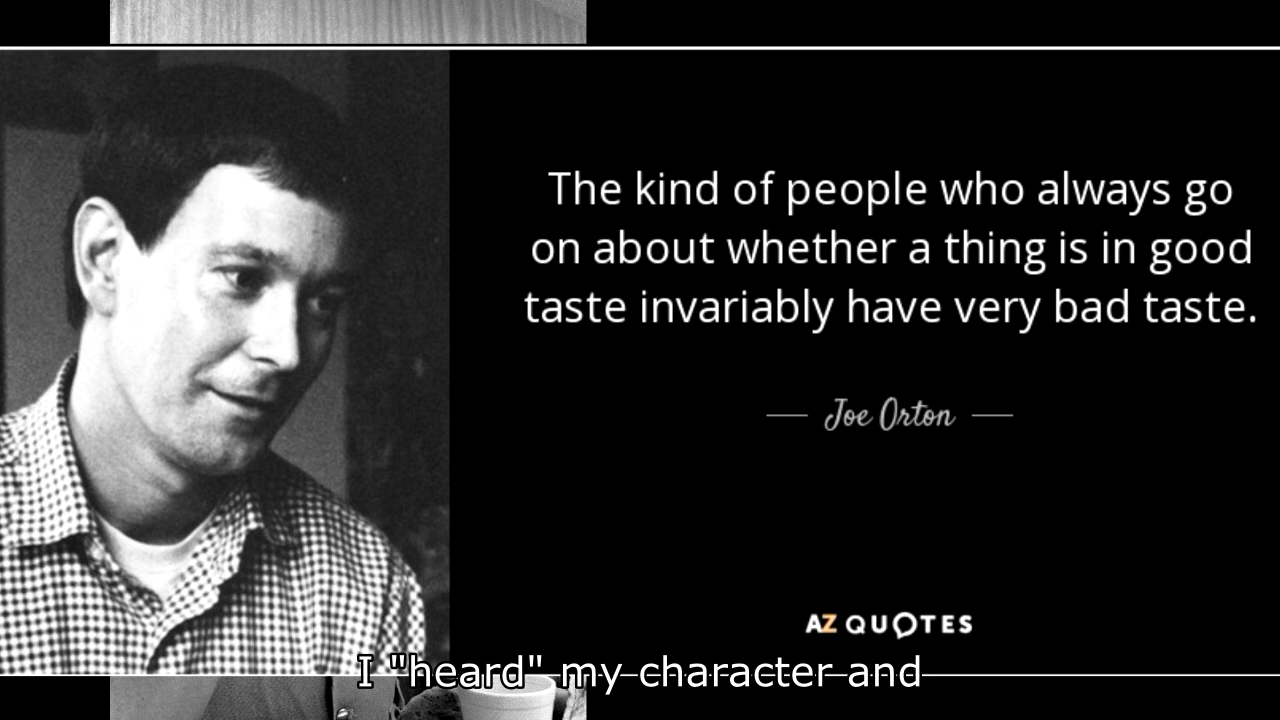 The kind of people who always go
on about whether a thing is in good
taste invariably have very bad taste.
Joe Orton
AZ QUOTES
I "heard" my character and